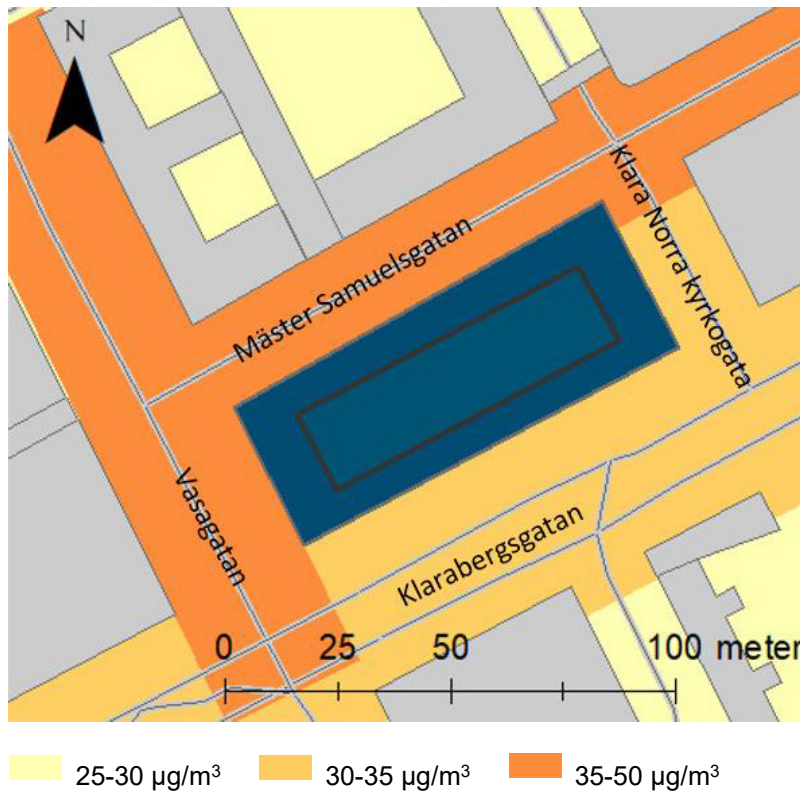 N
Klara Norra kyrkogata
Mäster Samuelsgatan
Vasagatan
Klarabergsgatan
0 25 50 100 meter
25-30 µg/m³ 30-35 µg/m³ 35-50 µg/m³